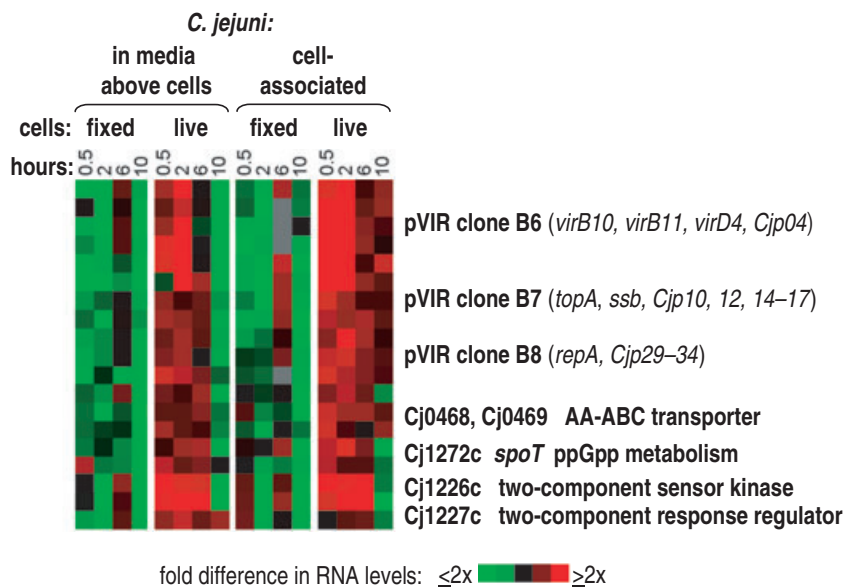 C. jejuni:
in media above cells
cell-associated
cells: fixed live fixed live
hours: 0.5 2 6 10 0.5 2 6 10 0.5 2 6 10 0.5 2 6 10
pVIR clone B6 (virB10, virB11, virD4, Cjp04)
pVIR clone B7 (topA, ssb, Cjp10, 12, 14–17)
pVIR clone B8 (repA, Cjp29–34)
Cj0468, Cj0469 AA-ABC transporter
Cj1272c spoT ppGpp metabolism
Cj1226c two-component sensor kinase
Cj1227c two-component response regulator
fold difference in RNA levels: ≤2x ≥2x